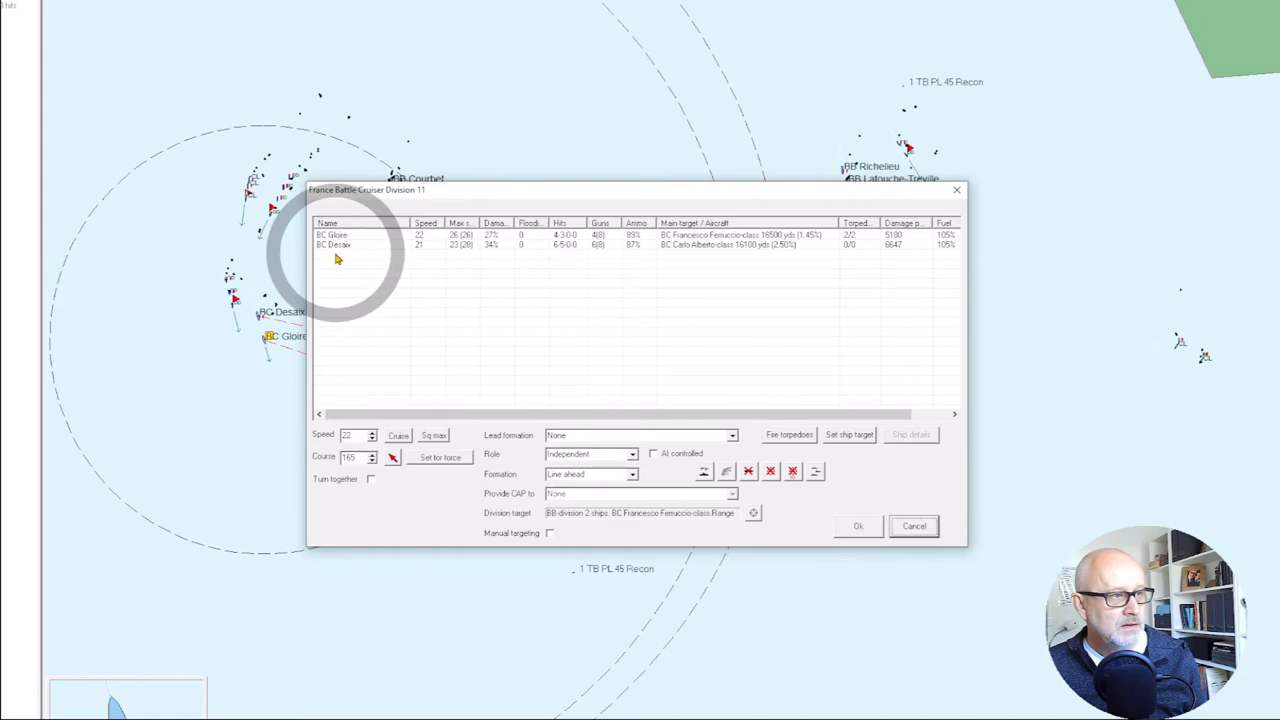 0 hits
1 TB PL.45 Recon
BB Richelieu
BB Latouche-Treville
BB Courbet
France Battle Cruiser Division 11
Name Speed Max s... Dama... Floodi... Hits Guns Ammo Main target / Aircraft Torped... Damage p... Fuel
BC Gloire 22 26 (26) 27% 0 4-3-0-0 4(8) 89% BC Francesco Ferruccio-class 16500 yds (1.45%) 2/2 5180 105%
BC Desaix 21 23 (28) 34% 0 6-5-0-0 6(8) 87% BC Carlo Alberto-class 16100 yds (2.50%) 0/0 6647 105%
BC Desaix
BC Gloire
CL
CL
Speed 22 Cruise Sq max Lead formation None Fire torpedoes Set ship target Ship details
Course 165 Set for force Role Independent AI controlled
Turn together Formation Line ahead
Provide CAP to None
Division target BB-division 2 ships. BC Francesco Ferruccio-class.Range
Manual targeting Ok Cancel
1 TB PL.45 Recon